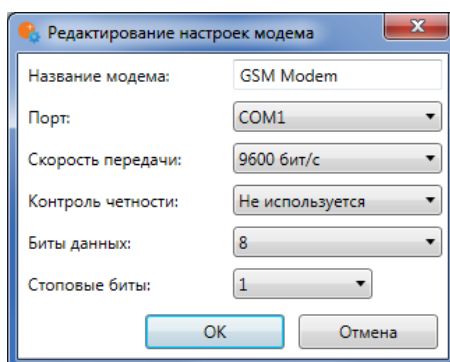 Редактирование настроек модема
Название модема: GSM Modem
Порт: COM1
Скорость передачи: 9600 бит/с
Контроль четности: Не используется
Биты данных: 8
Стоповые биты: 1
OK Отмена